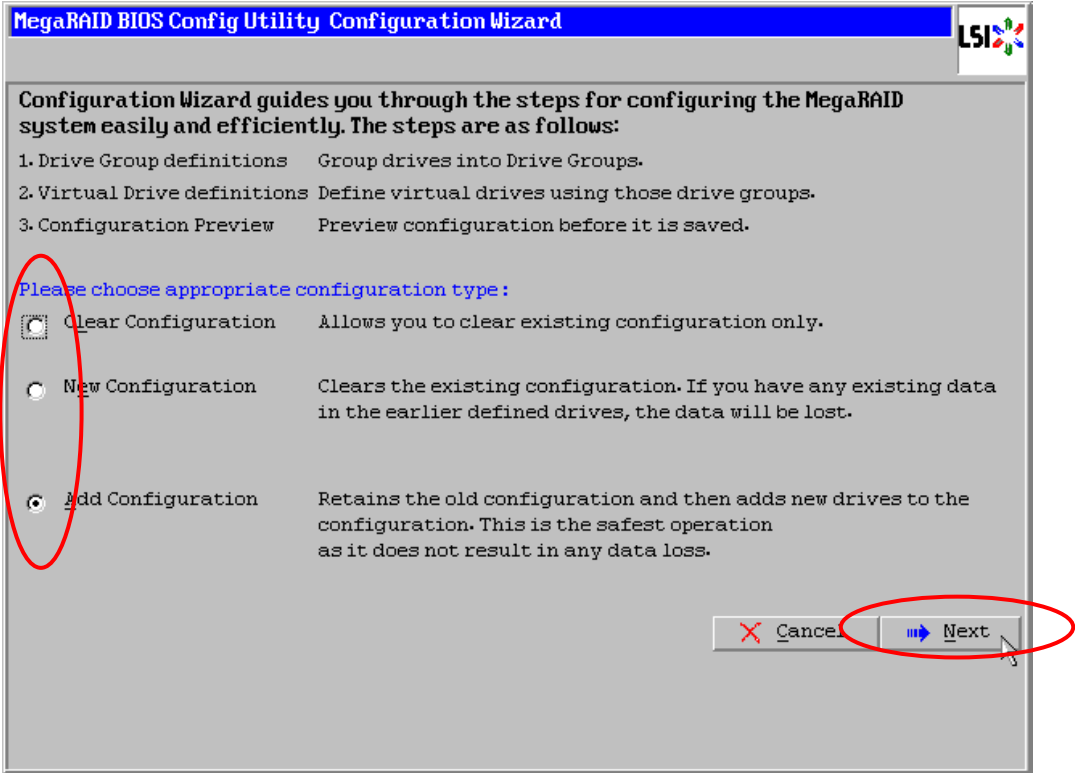 MegaRAID BIOS Config Utility Configuration Wizard
LSI
Configuration Wizard guides you through the steps for configuring the MegaRAID
system easily and efficiently. The steps are as follows:
1. Drive Group definitions Group drives into Drive Groups.
2. Virtual Drive definitions Define virtual drives using those drive groups.
3. Configuration Preview Preview configuration before it is saved.
Please choose appropriate configuration type:
Clear Configuration Allows you to clear existing configuration only.
New Configuration Clears the existing configuration. If you have any existing data
in the earlier defined drives, the data will be lost.
Add Configuration Retains the old configuration and then adds new drives to the
configuration. This is the safest operation
as it does not result in any data loss.
Cancel Next